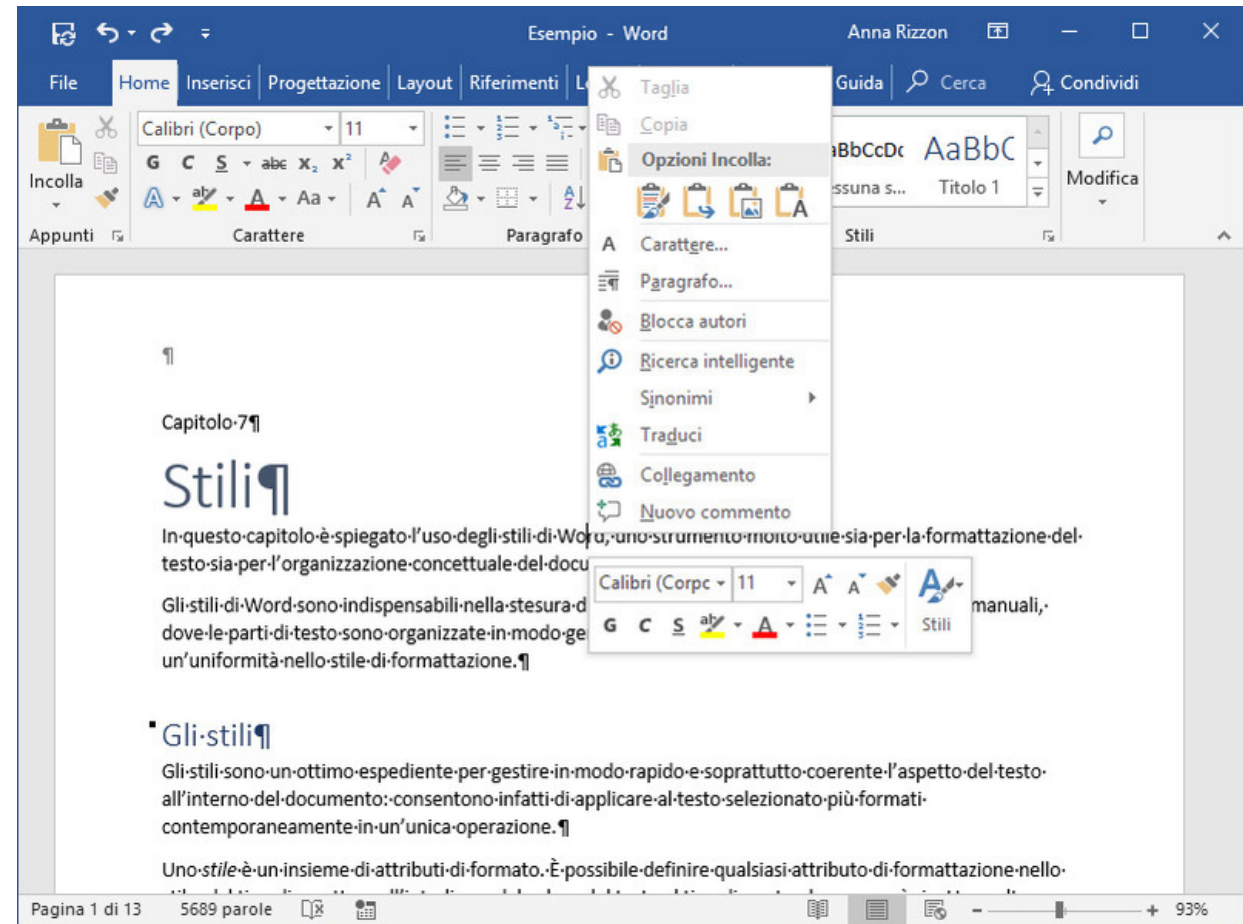 Esempio - Word
Anna Rizzon
File Home Inserisci Progettazione Layout Riferimenti
Guida Cerca Condividi
Incolla
Calibri (Corpo) 11
G C S abc X₂ X²
A aby A Aa A A
AaBbC
Titolo 1
Modifica
Appunti Carattere Paragrafo Stili
Taglia
Copia
Opzioni Incolla:
Carattere...
Paragrafo...
Blocca autori
Ricerca intelligente
Sinonimi
Traduci
Collegamento
Nuovo commento
¶
Capitolo·7¶
Stili¶
In·questo·capitolo·è·spiegato·l'uso·degli·stili·di·Word,·uno·strumento·molto·utile·sia·per·la·formattazione·del·
testo·sia·per·l'organizzazione·concettuale·del·docu
Gli·stili·di·Word·sono·indispensabili·nella·stesura·d manuali,·
dove·le·parti·di·testo·sono·organizzate·in·modo·ge
un'uniformità·nello·stile·di·formattazione.¶
Calibri (Corpc 11 A A
G C S aby A Stili
Gli·stili¶
Gli·stili·sono·un·ottimo·espediente·per·gestire·in·modo·rapido·e·soprattutto·coerente·l'aspetto·del·testo·
all'interno·del·documento:·consentono·infatti·di·applicare·al·testo·selezionato·più·formati·
contemporaneamente·in·un'unica·operazione.¶
Uno·stile·è·un·insieme·di·attributi·di·formato.·È·possibile·definire·qualsiasi·attributo·di·formattazione·nello·
Pagina 1 di 13 5689 parole 93%